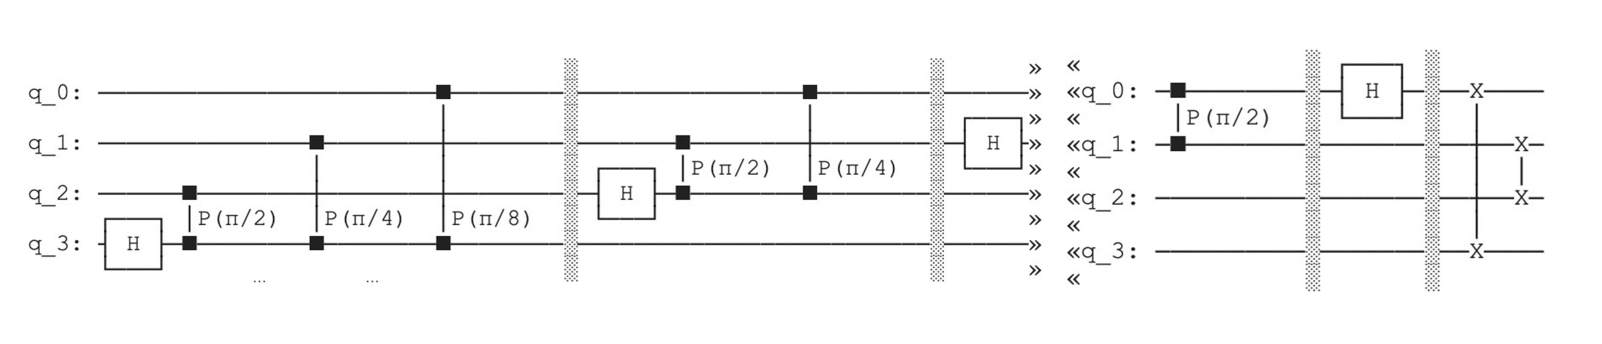 » «
q_0: » «q_0: H X
» « P(π/2)
q_1: H » «q_1: X
P(π/2) P(π/4) » «
q_2: H » «q_2: X
P(π/2) P(π/4) P(π/8) » «
q_3: H » «q_3: X
... ... » «